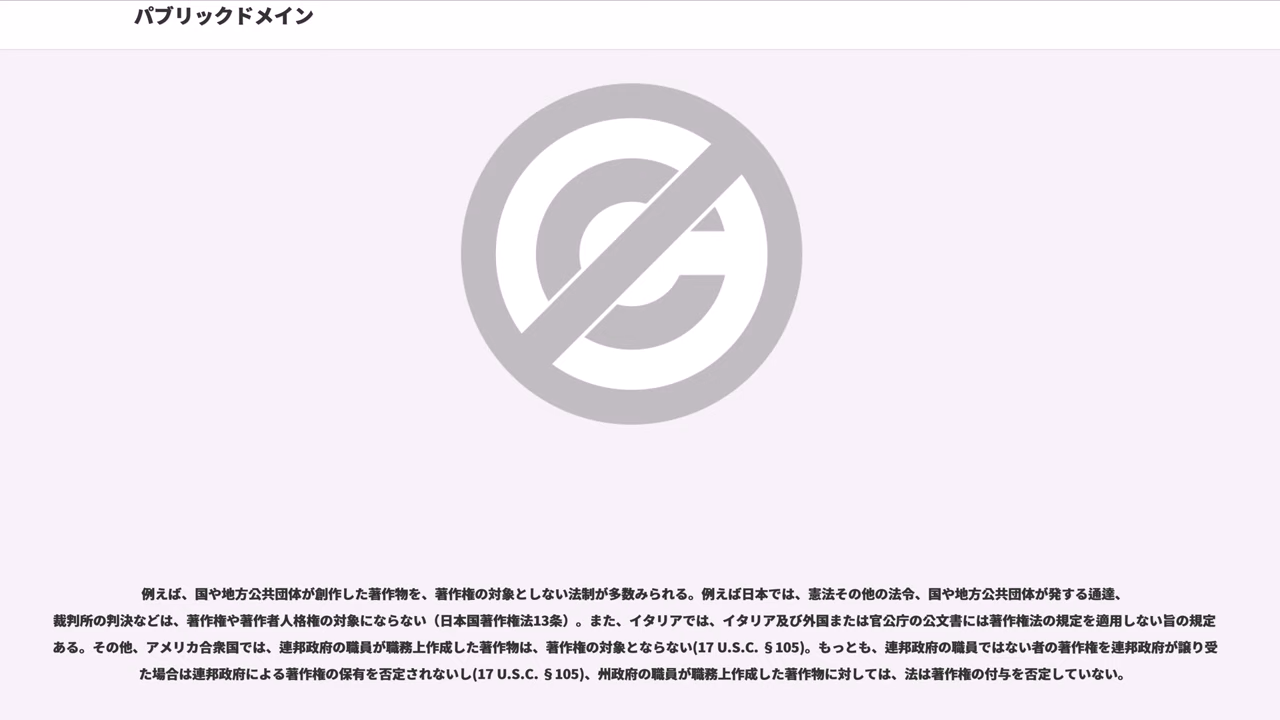 パブリックドメイン
例えば、国や地方公共団体が創作した著作物を、著作権の対象としない法制が多数みられる。例えば日本では、憲法その他の法令、国や地方公共団体が発する通達、
裁判所の判決などは、著作権や著作者人格権の対象にならない（日本国著作権法13条）。また、イタリアでは、イタリア及び外国または官公庁の公文書には著作権法の規定を適用しない旨の規定
ある。その他、アメリカ合衆国では、連邦政府の職員が職務上作成した著作物は、著作権の対象とならない(17 U.S.C. §105)。もっとも、連邦政府の職員ではない者の著作権を連邦政府が譲り受
た場合は連邦政府による著作権の保有を否定されないし(17 U.S.C. §105)、州政府の職員が職務上作成した著作物に対しては、法は著作権の付与を否定していない。